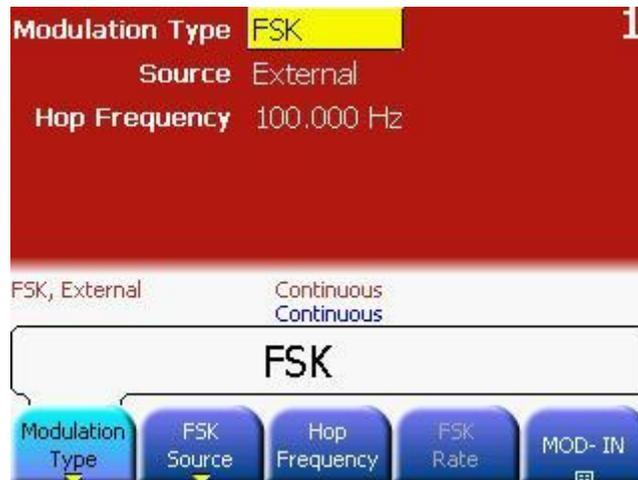 Modulation Type FSK 1
Source External
Hop Frequency 100.000 Hz
FSK, External Continuous
Continuous
FSK
Modulation Type
FSK Source
Hop Frequency
FSK Rate
MOD- IN